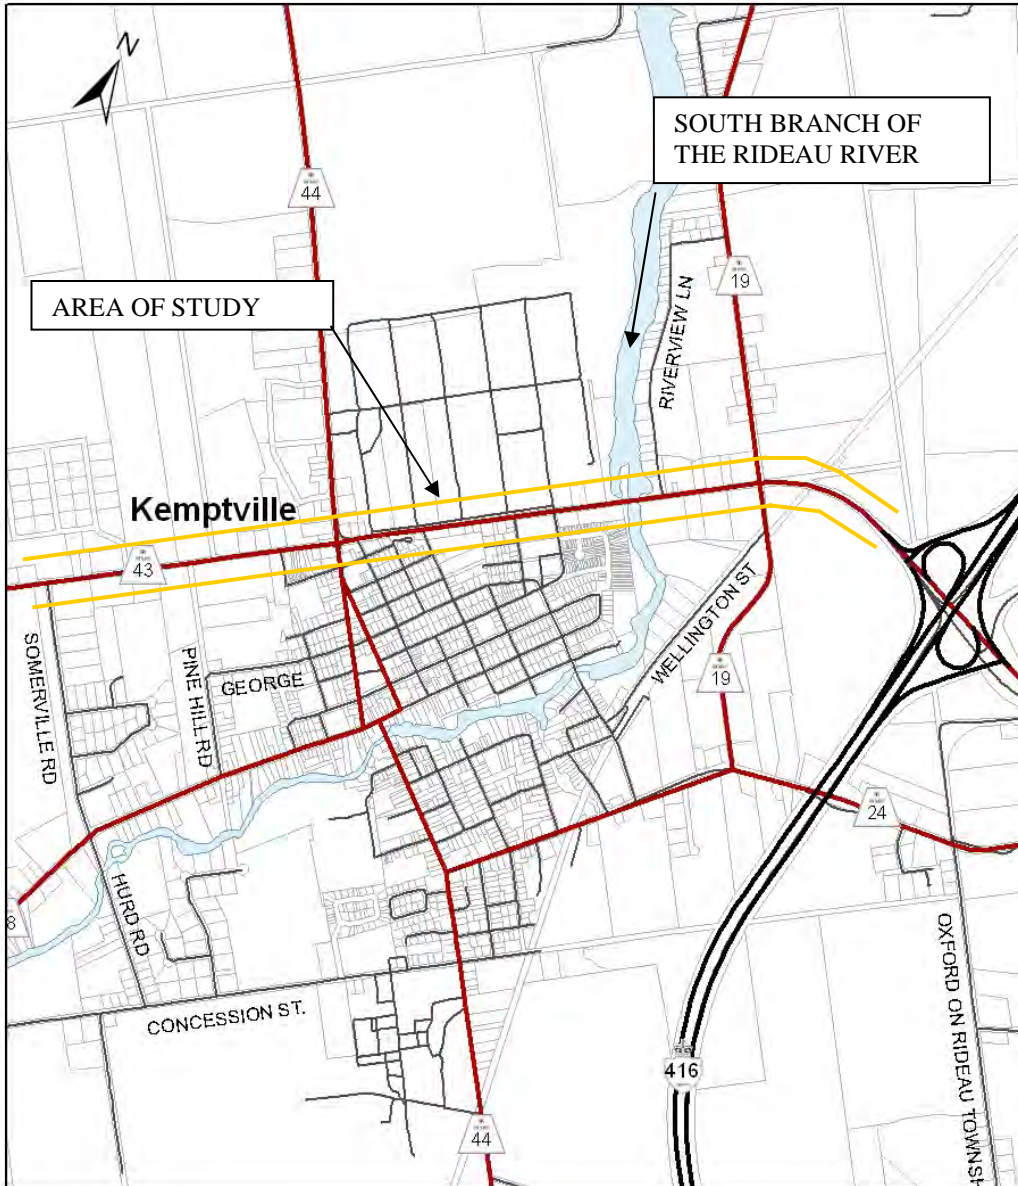 N
SOUTH BRANCH OF
THE RIDEAU RIVER
44
19
AREA OF STUDY
RIVERVIEW LN
Kemptville
43
WELLINGTON ST
SOMERVILLE RD
PINE HILL RD
GEORGE
19
24
8
HURD RD
OXFORD ON RIDEAU TOWNSH
CONCESSION ST.
416
44